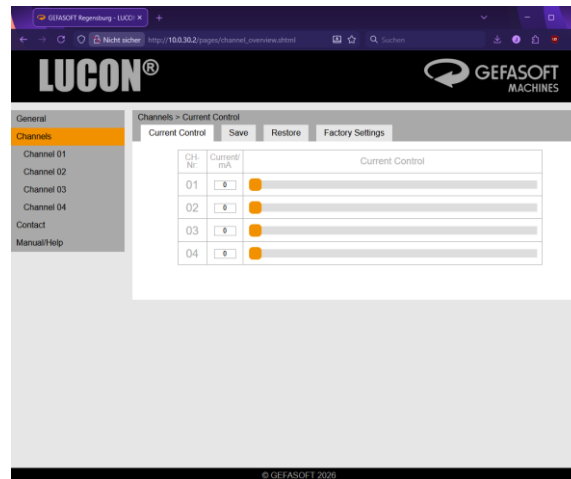 GEFASOFT Regensburg - LUCO
Nicht sicher http://10.0.30.2/pages/channel_overview.shtml Suchen
LUCON®
GEFASOFT
MACHINES
General
Channels
Channel 01
Channel 02
Channel 03
Channel 04
Contact
Manual/Help
Channels > Current Control
Current Control Save Restore Factory Settings
CH-Nr. Current/mA Current Control
01 0
02 0
03 0
04 0
© GEFASOFT 2026